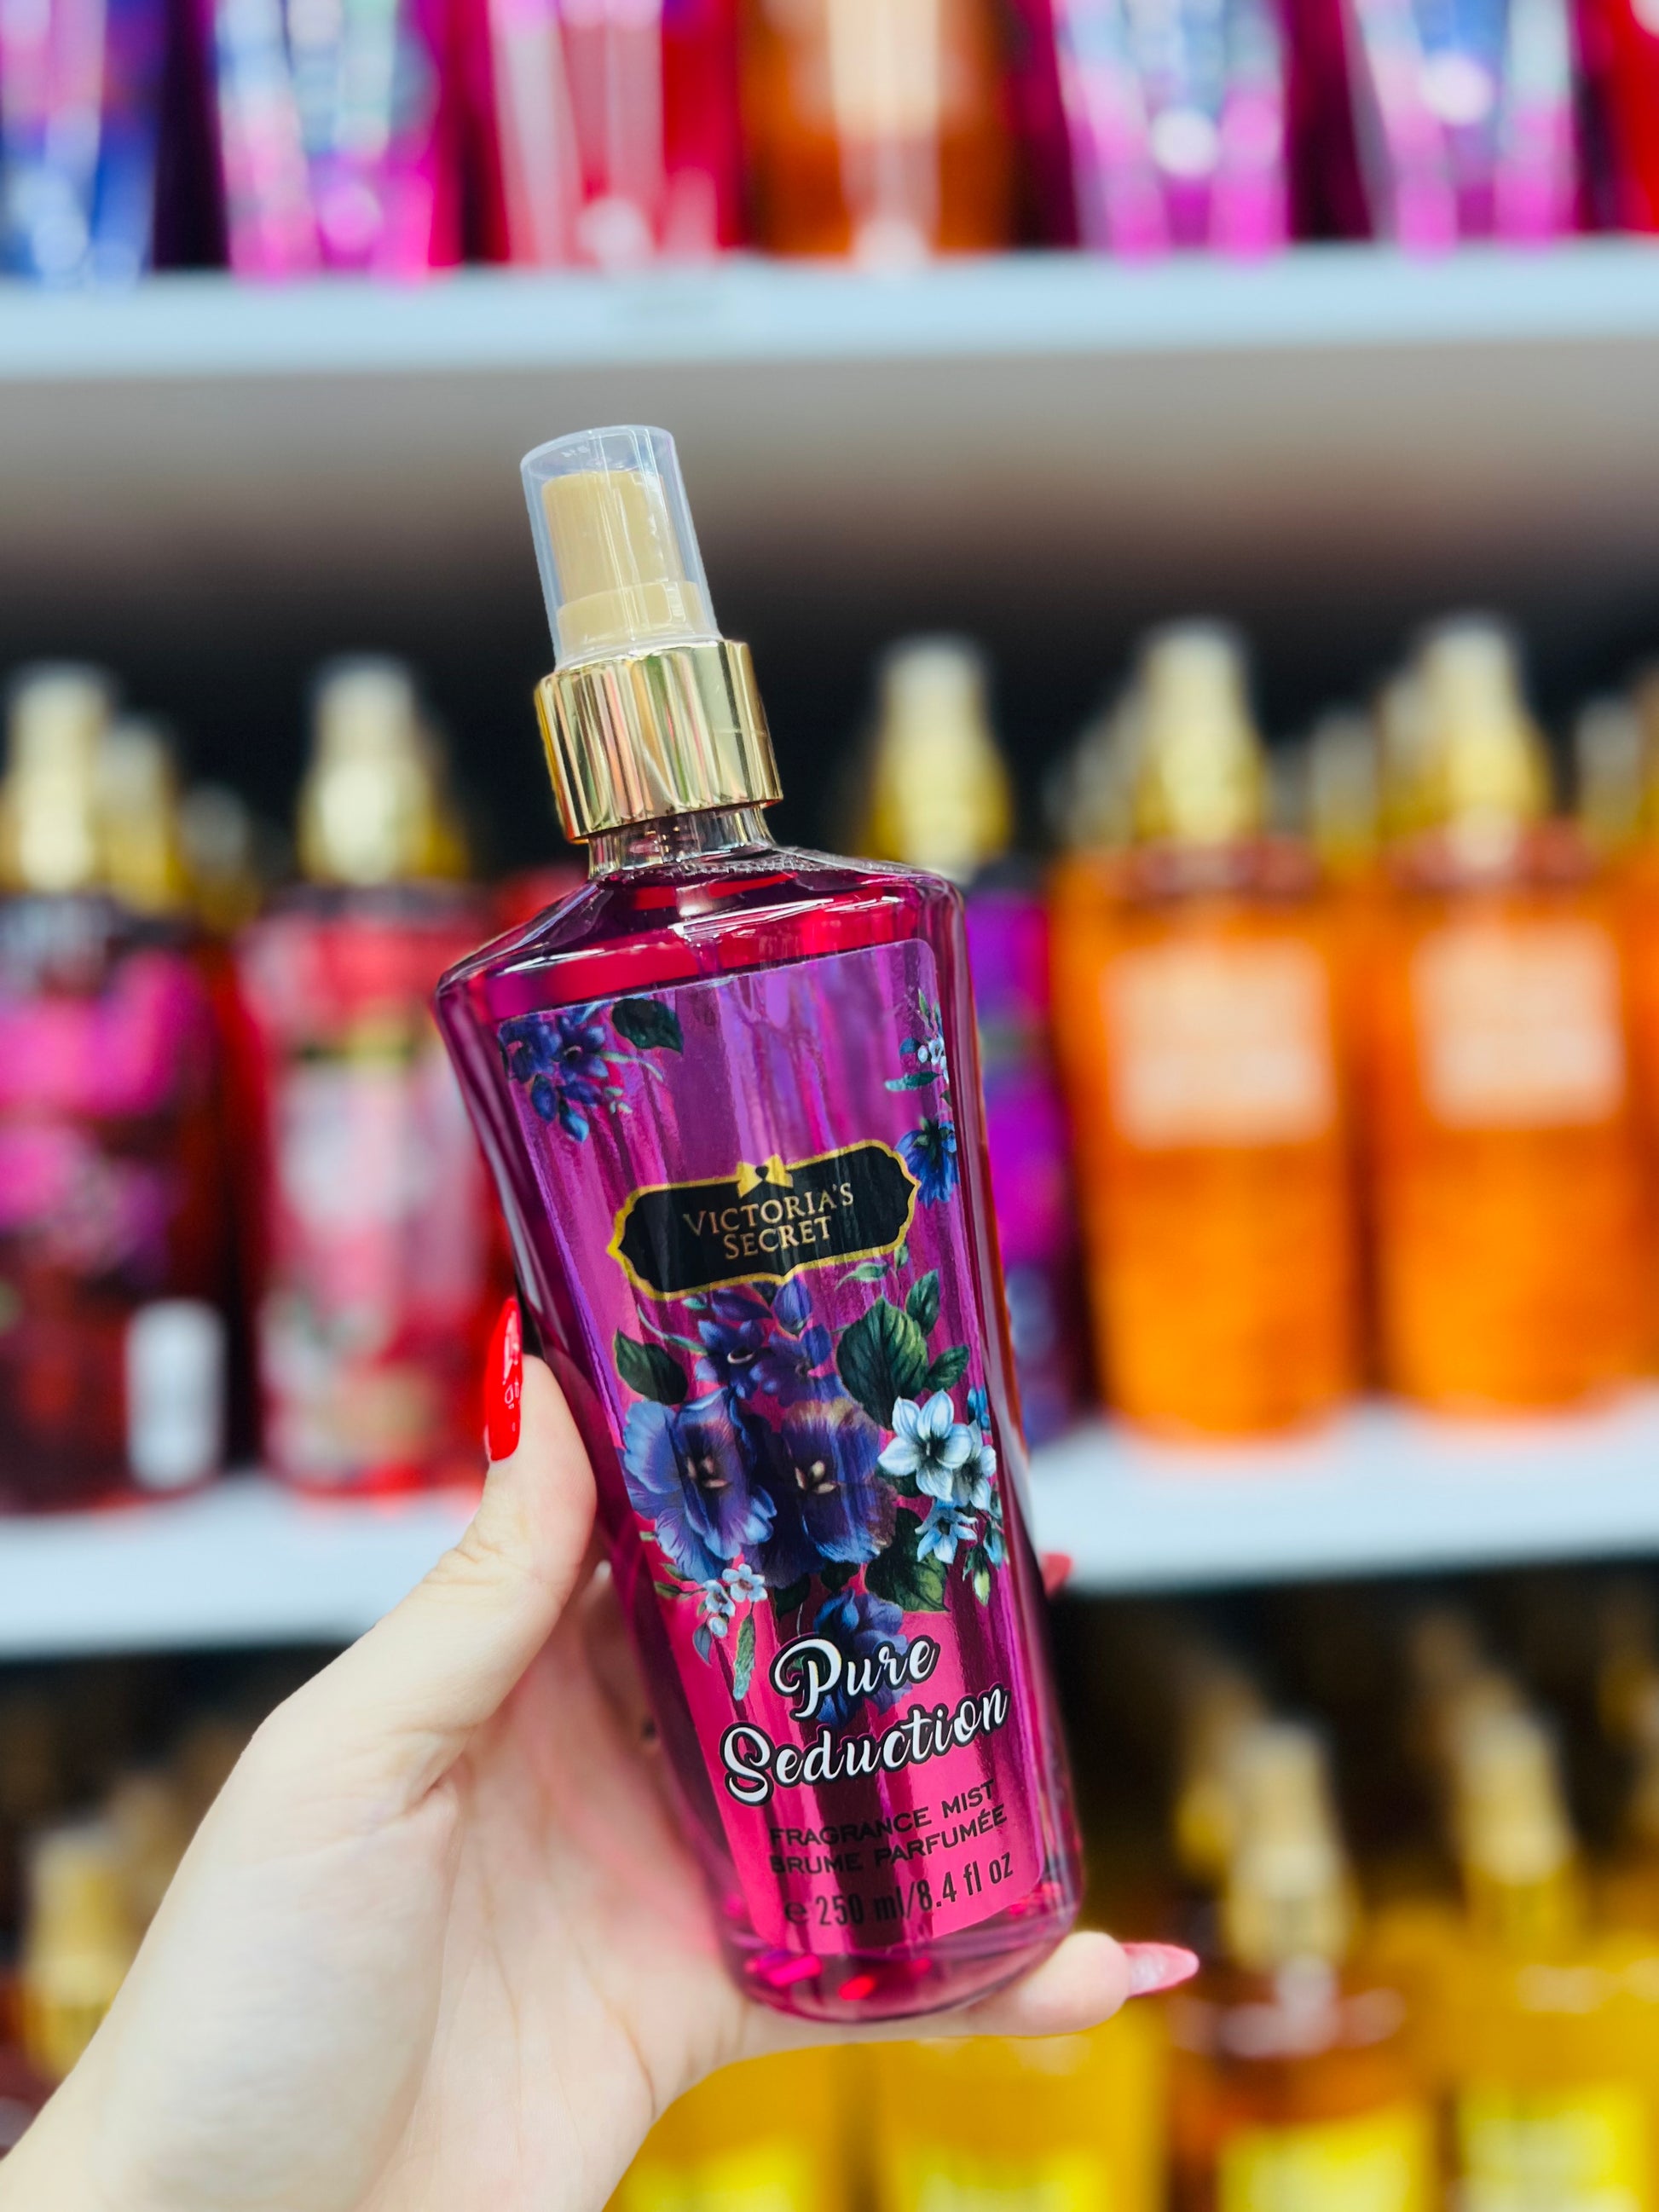 VICTORIA'S
SECRET
Pure
Seduction
FRAGRANCE MIST
BRUME PARFUMÉE
℮ 250 ml/8.4 fl oz